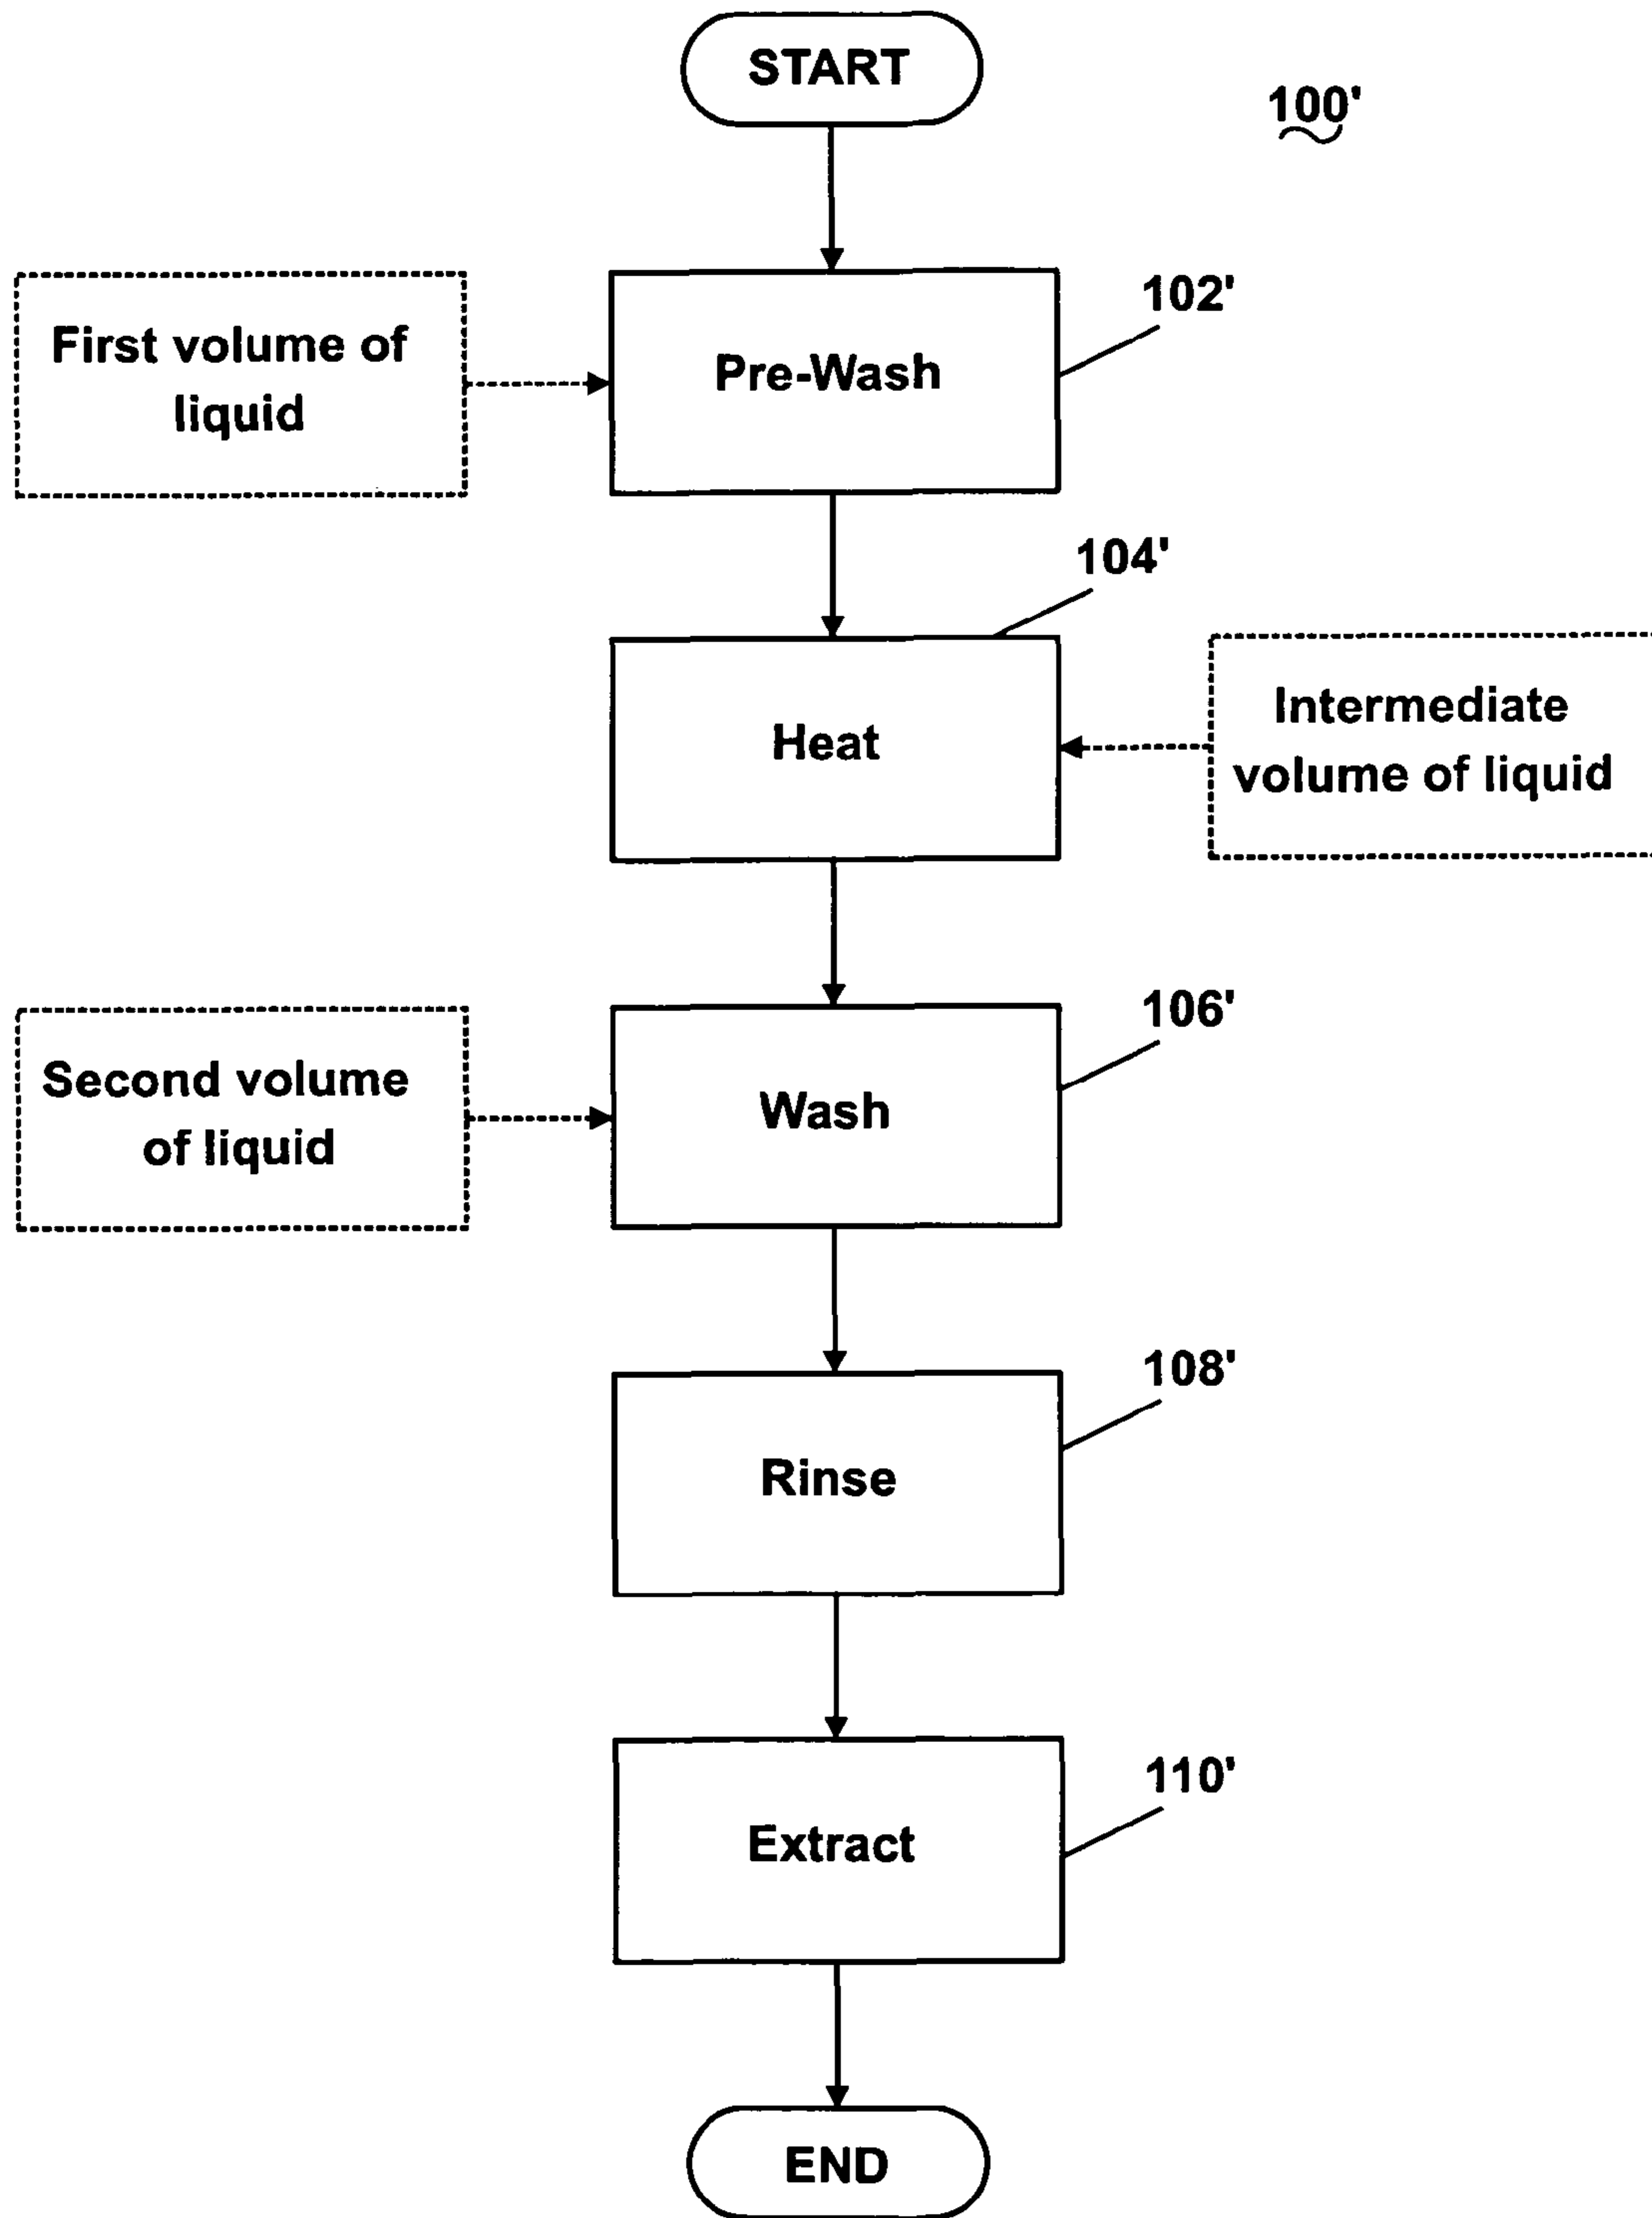 START
100'
102'
First volume of
liquid
Pre-Wash
104'
Heat
Intermediate
volume of liquid
106'
Second volume
of liquid
Wash
108'
Rinse
110'
Extract
END